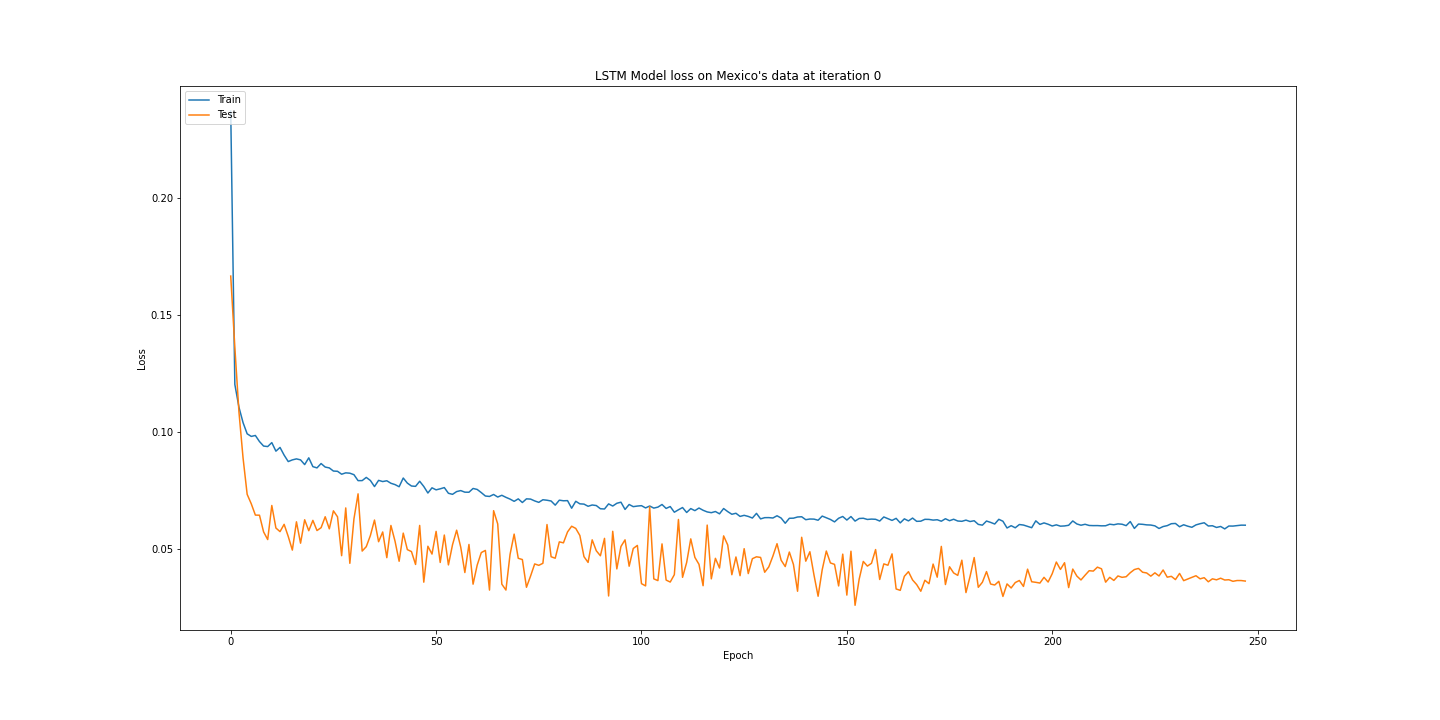 LSTM Model loss on Mexico's data at iteration 0
Train
Test
0.20
0.15
0.10
0.05
Loss
0 50 100 150 200 250
Epoch